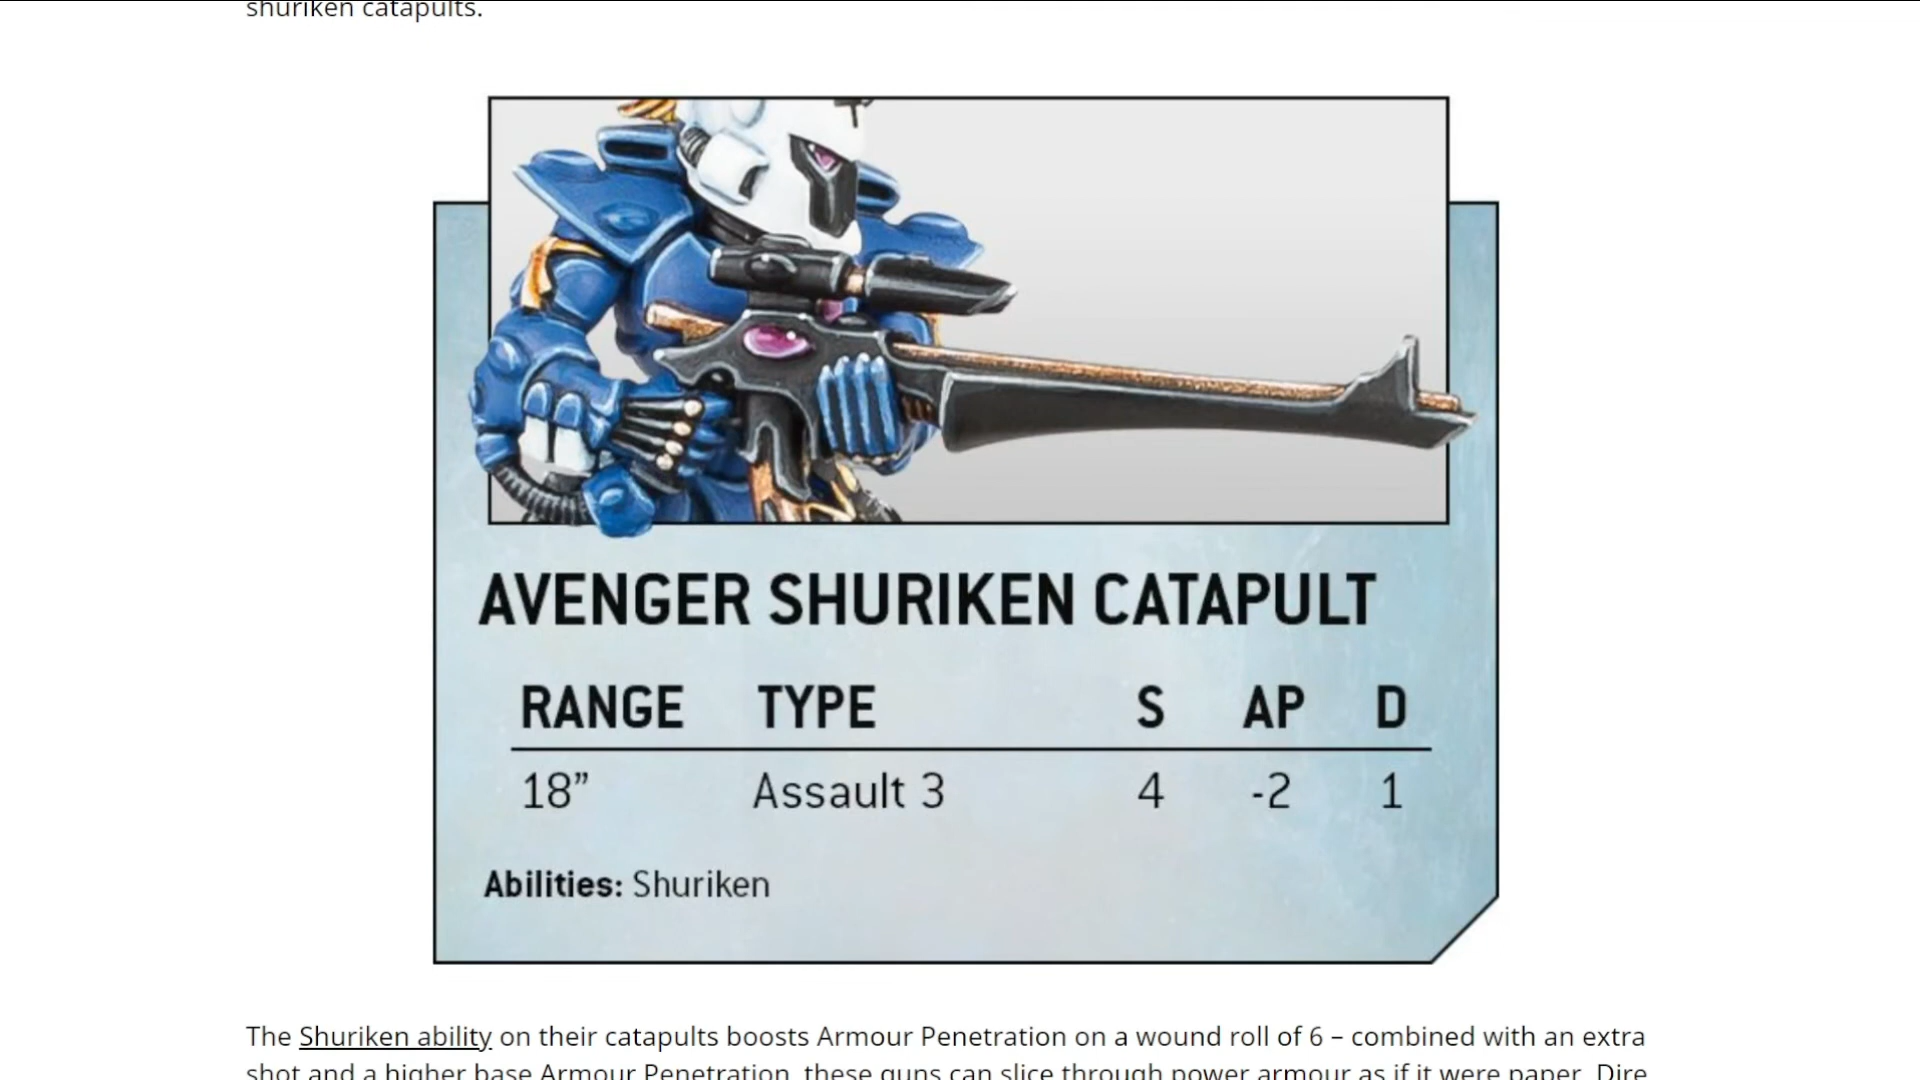 shuriken catapults.
AVENGER SHURIKEN CATAPULT
RANGE TYPE S AP D
18” Assault 3 4 -2 1
Abilities: Shuriken
The Shuriken ability on their catapults boosts Armour Penetration on a wound roll of 6 – combined with an extra
shot and a higher base Armour Penetration, these guns can slice through power armour as if it were paper. Dire